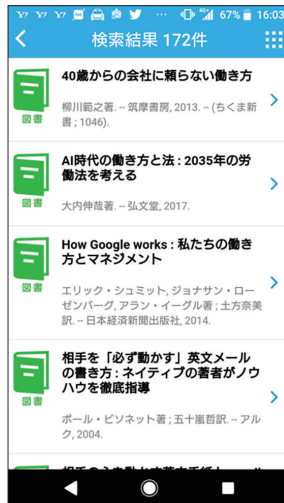 67% 16:03
検索結果 172件
40歳からの会社に頼らない働き方
柳川範之著. -- 筑摩書房, 2013. -- (ちくま新
書 ; 1046).
図書
AI時代の働き方と法 : 2035年の労
働法を考える
図書
大内伸哉著. -- 弘文堂, 2017.
How Google works : 私たちの働き
方とマネジメント
図書
エリック・シュミット, ジョナサン・ロー
ゼンバーグ, アラン・イーグル著 ; 土方奈美
訳. -- 日本経済新聞出版社, 2014.
相手を「必ず動かす」英文メール
の書き方 : ネイティブの著者がノウ
ハウを徹底指導
図書
ポール・ビソネット著 ; 五十嵐哲訳. -- アル
ク, 2004.